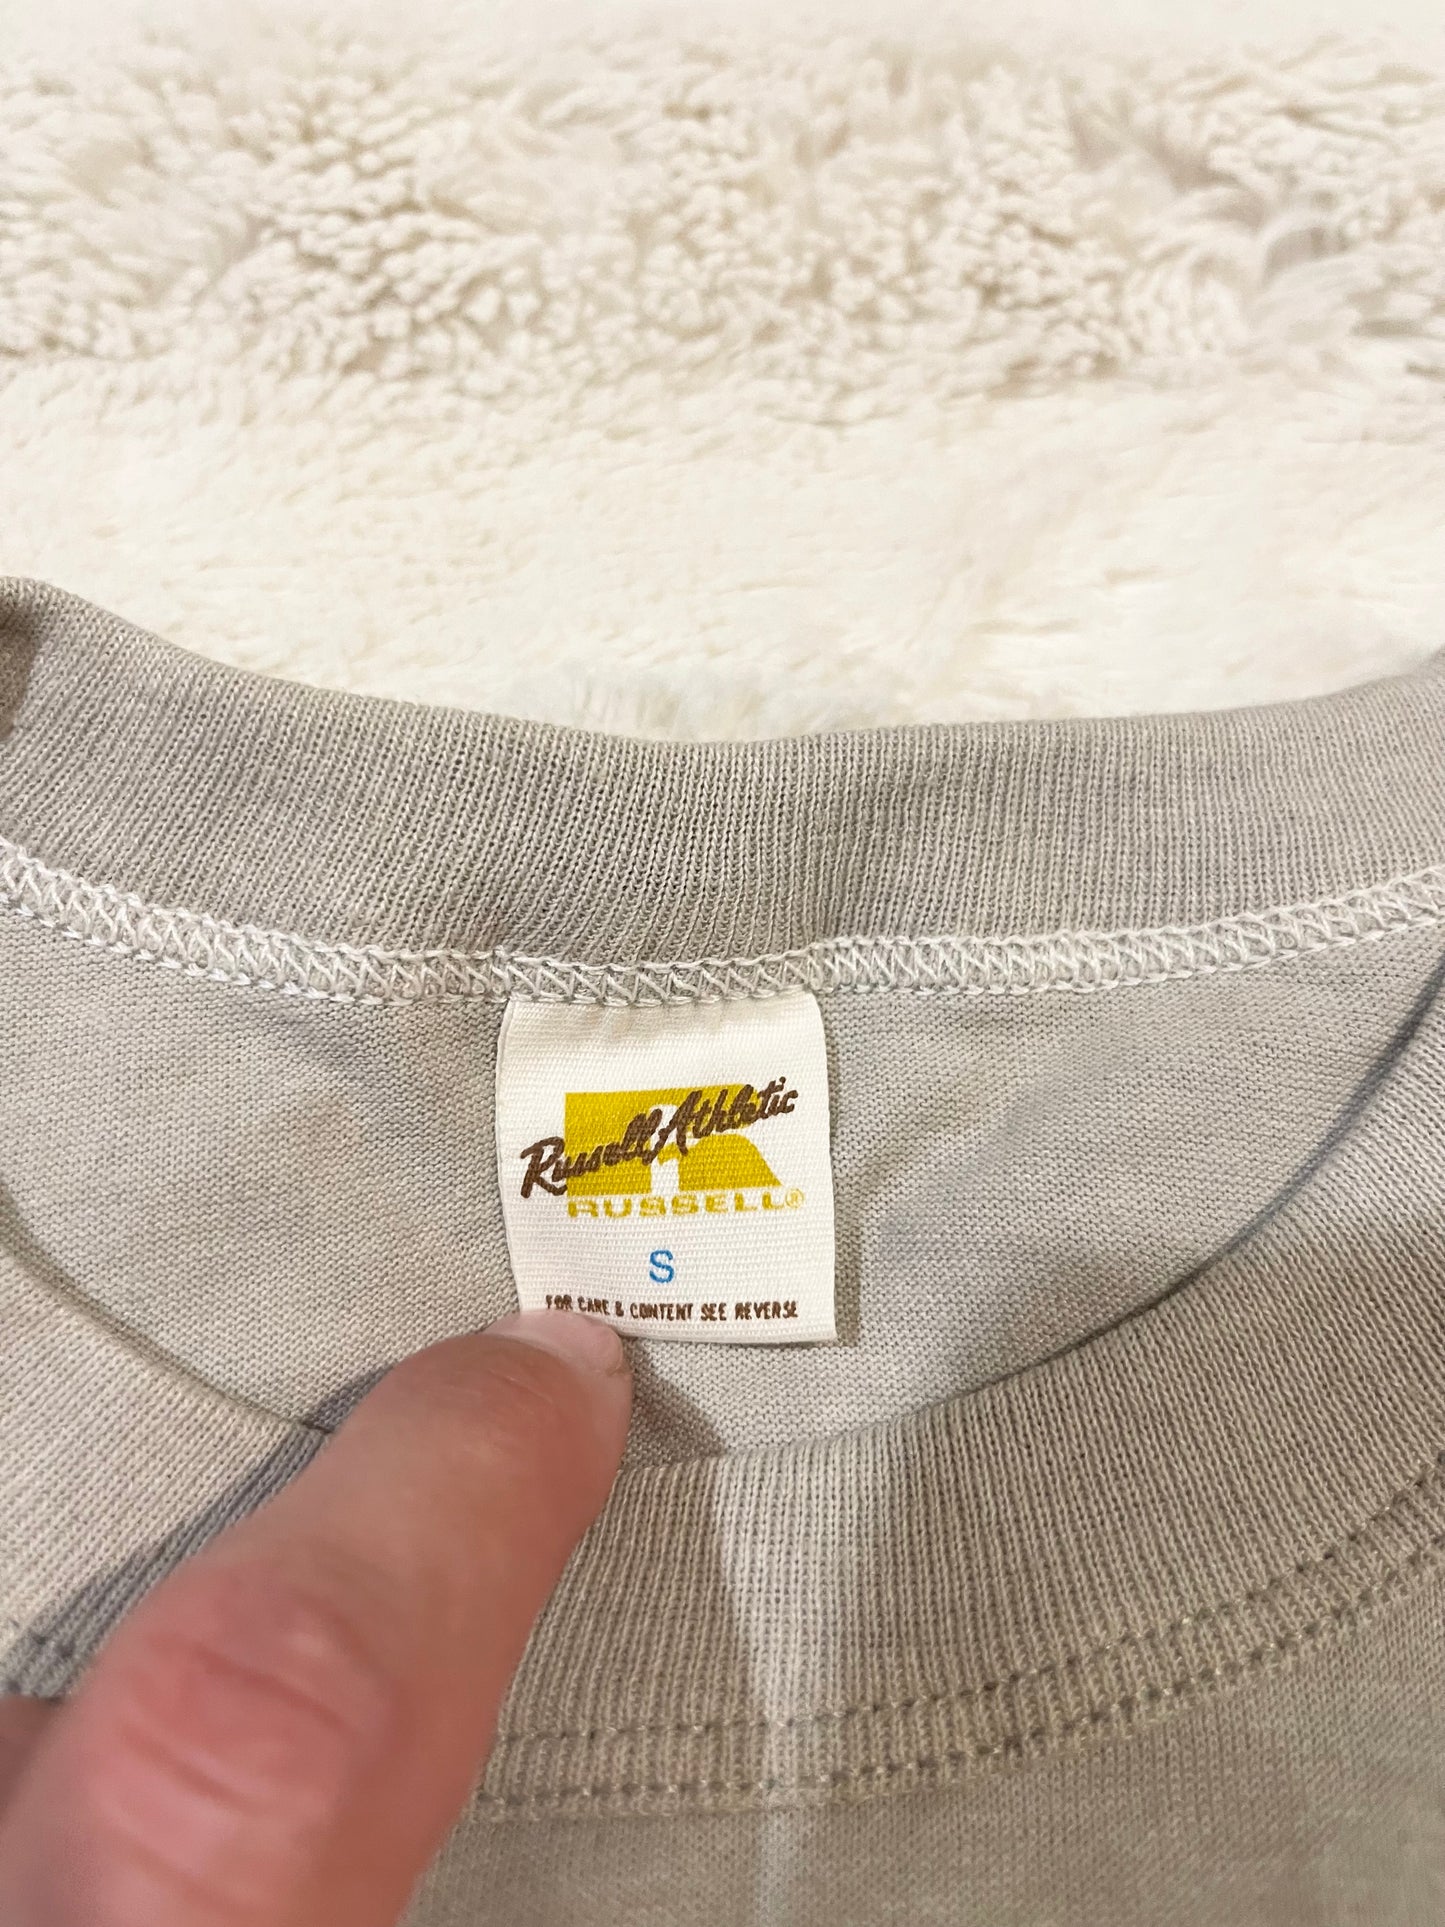 Russell Athletic
RUSSELL®
S
FOR CARE & CONTENT SEE REVERSE